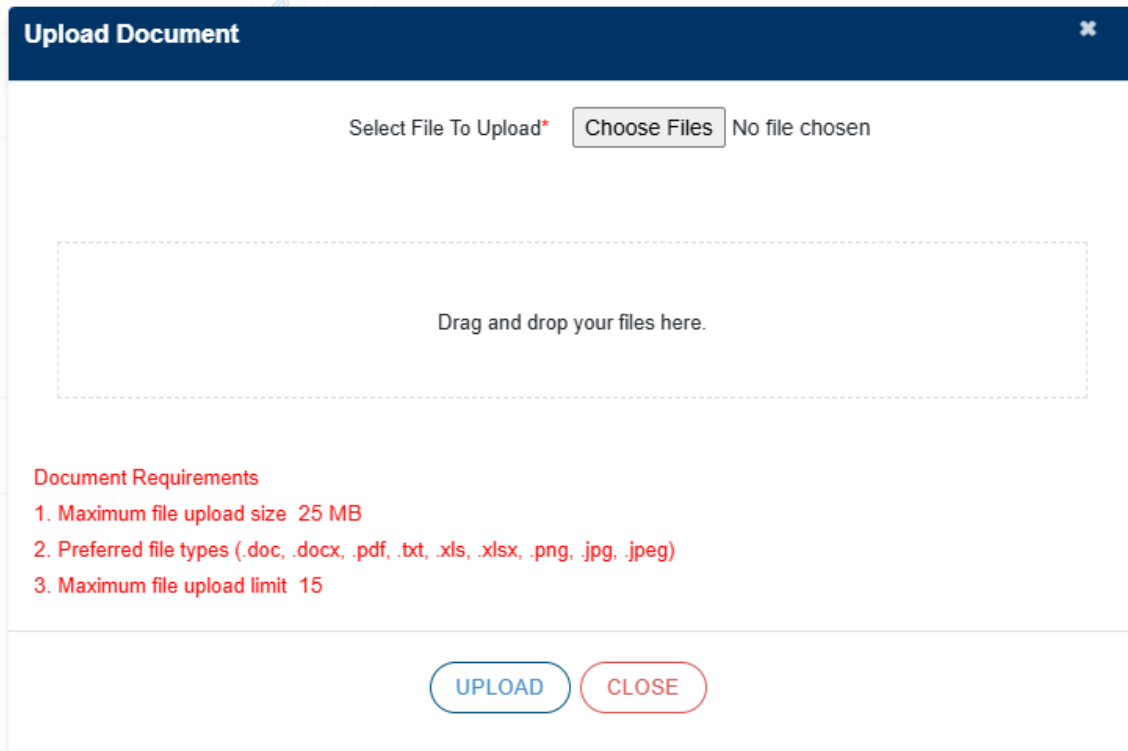 Upload Document
Select File To Upload* Choose Files No file chosen
Drag and drop your files here.
Document Requirements
1. Maximum file upload size 25 MB
2. Preferred file types (.doc, .docx, .pdf, .txt, .xls, .xlsx, .png, .jpg, .jpeg)
3. Maximum file upload limit 15
UPLOAD CLOSE